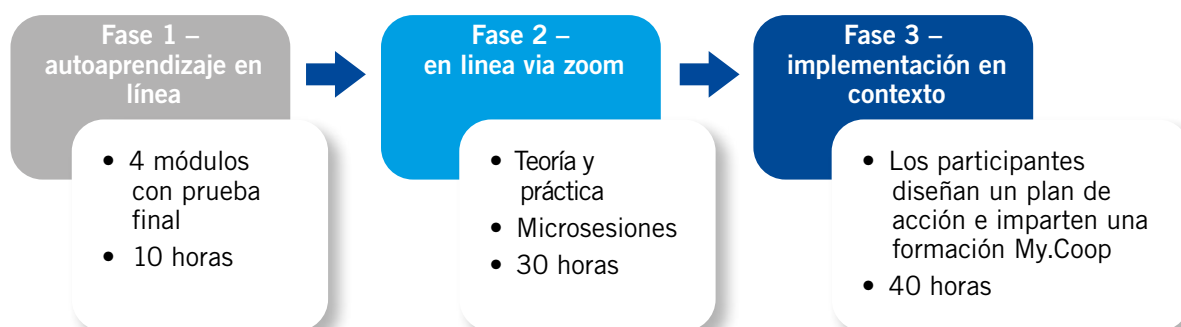 Fase 1 –
autoaprendizaje en
línea
• 4 módulos
con prueba
final
• 10 horas
Fase 2 –
en linea via zoom
• Teoría y
práctica
• Microsesiones
• 30 horas
Fase 3 –
implementación en
contexto
• Los participantes
diseñan un plan de
acción e imparten una
formación My.Coop
• 40 horas